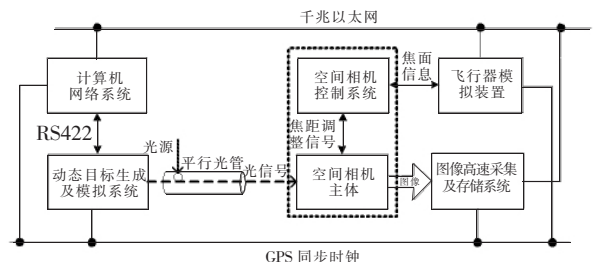 千兆以太网
计算机
网络系统
空间相机
控制系统
焦面
信息
飞行器模
拟装置
RS422
焦距调
整信号
光源
平行光管
光信号
动态目标生成
及模拟系统
空间相机
主体
图像
图像高速采集
及存储系统
GPS 同步时钟